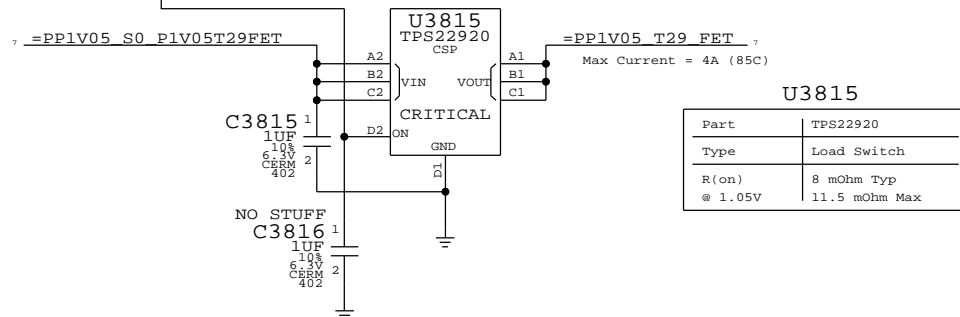 U3815
TPS22920
CSP
7 =PP1V05_S0_P1V05T29FET
=PP1V05_T29_FET 7
Max Current = 4A (85C)
A2
B2
C2
VIN
VOUT
A1
B1
C1
CRITICAL
D2
ON
GND
D1
C3815 1
1UF
10%
6.3V
CERM 2
402
NO STUFF
C3816 1
1UF
10%
6.3V
CERM 2
402
U3815
Part TPS22920
Type Load Switch
R(on) 8 mOhm Typ
@ 1.05V 11.5 mOhm Max